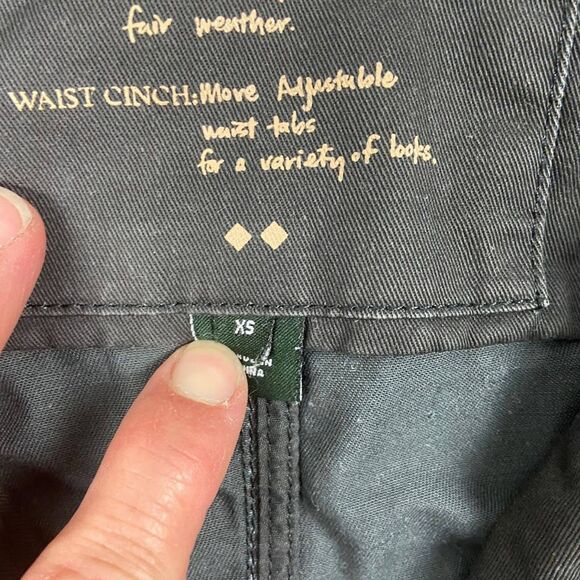 fair weather.
WAIST CINCH: Move Adjustable
waist tabs
for a variety of looks.
XS